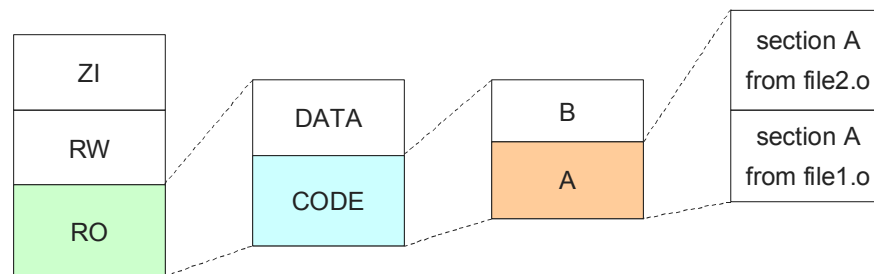 ZI
RW
RO
DATA
CODE
B
A
section A
from file2.o
section A
from file1.o